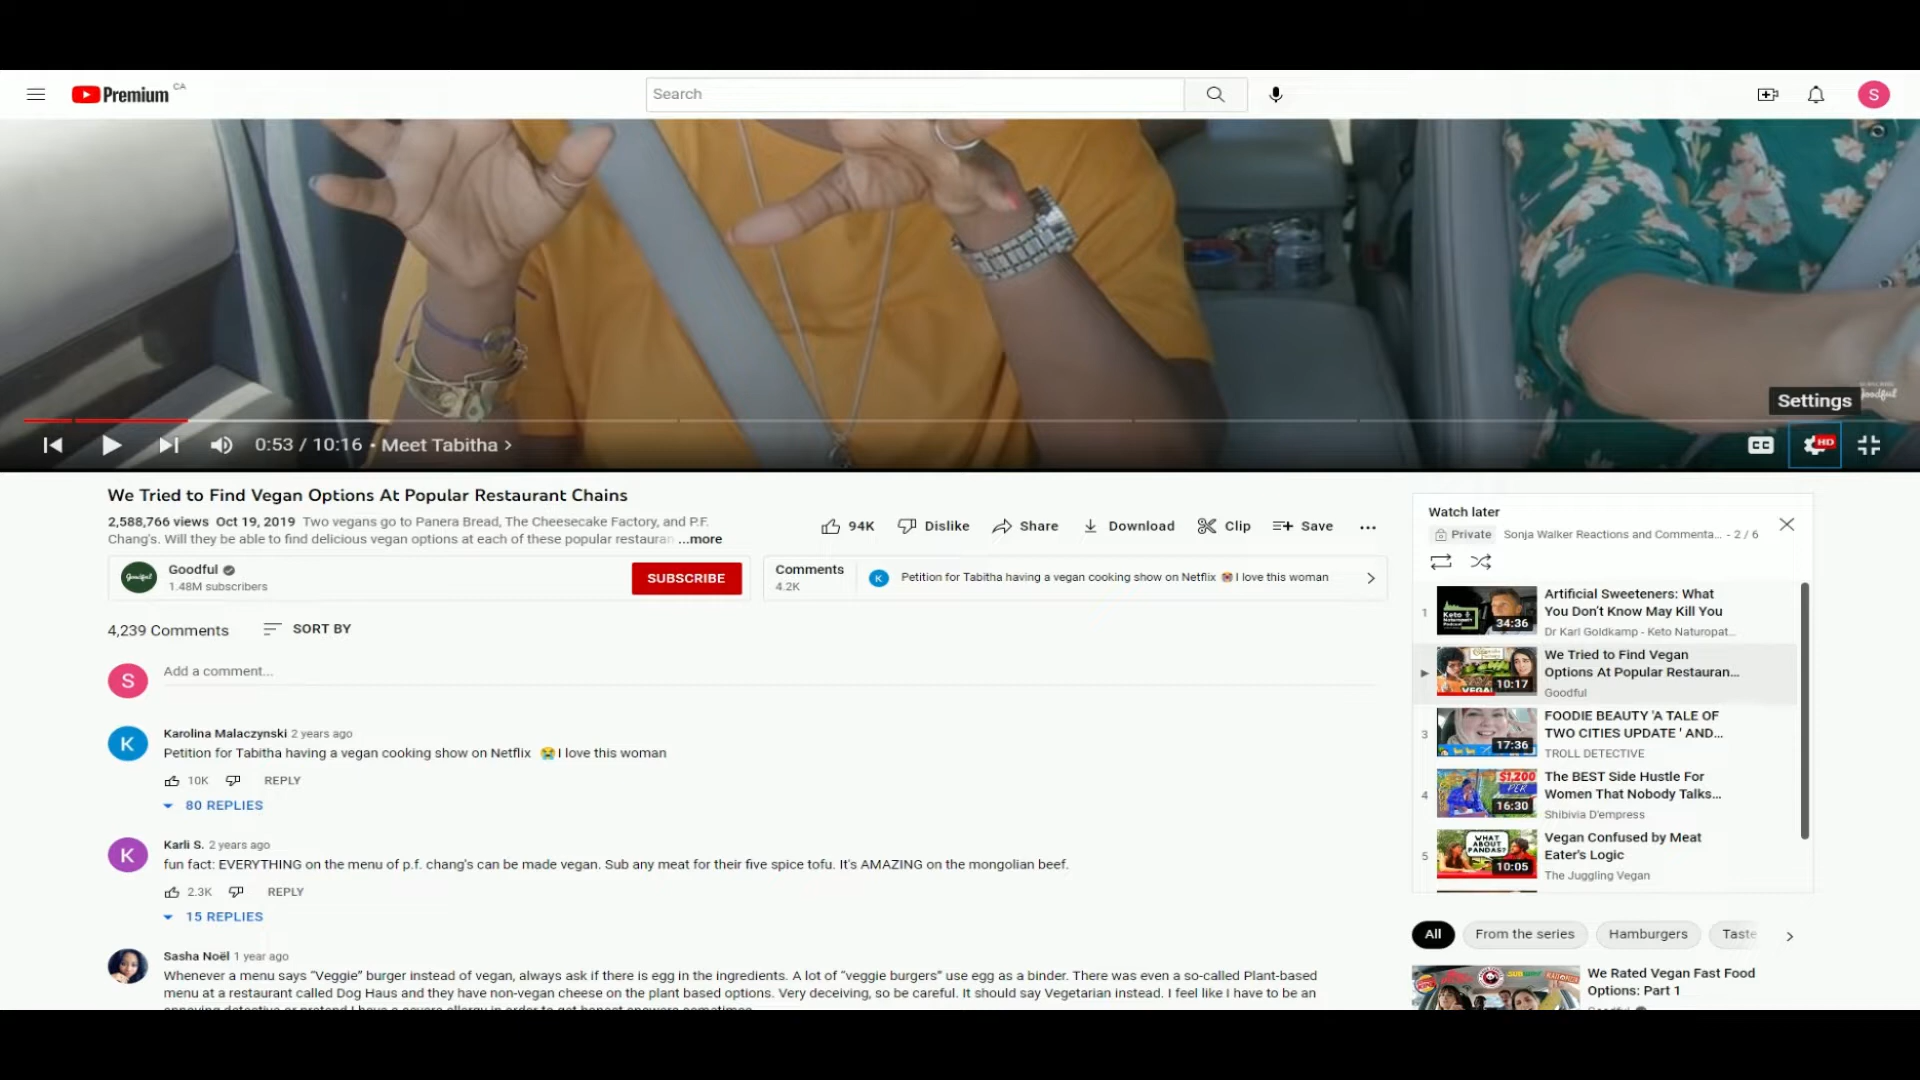 Premium CA
Search
S
Settings
Goodful
0:53 / 10:16 • Meet Tabitha
CC
HD
We Tried to Find Vegan Options At Popular Restaurant Chains
2,588,766 views Oct 19, 2019 Two vegans go to Panera Bread, The Cheesecake Factory, and P.F.
Chang's. Will they be able to find delicious vegan options at each of these popular restauran ...more
94K Dislike Share Download Clip Save
Goodful
Goodful
1.48M subscribers
SUBSCRIBE
Comments
4.2K
K Petition for Tabitha having a vegan cooking show on Netflix 😭 I love this woman
4,239 Comments SORT BY
S Add a comment...
K
Karolina Malaczynski 2 years ago
Petition for Tabitha having a vegan cooking show on Netflix 😭 I love this woman
10K REPLY
80 REPLIES
K
Karli S. 2 years ago
fun fact: EVERYTHING on the menu of p.f. chang's can be made vegan. Sub any meat for their five spice tofu. It's AMAZING on the mongolian beef.
2.3K REPLY
15 REPLIES
Sasha Noël 1 year ago
Whenever a menu says "Veggie" burger instead of vegan, always ask if there is egg in the ingredients. A lot of "veggie burgers" use egg as a binder. There was even a so-called Plant-based
menu at a restaurant called Dog Haus and they have non-vegan cheese on the plant based options. Very deceiving, so be careful. It should say Vegetarian instead. I feel like I have to be an
Watch later
Private Sonja Walker Reactions and Commenta... - 2 / 6
1
Keto
34:36
Artificial Sweeteners: What
You Don't Know May Kill You
Dr Karl Goldkamp - Keto Naturopat...
VEGAN
10:17
We Tried to Find Vegan
Options At Popular Restauran...
Goodful
3
17:36
FOODIE BEAUTY 'A TALE OF
TWO CITIES UPDATE ' AND...
TROLL DETECTIVE
4
$1,200
PER
16:30
The BEST Side Hustle For
Women That Nobody Talks...
Shibivia D'empress
5
WHAT
ABOUT
PANDAS?
10:05
Vegan Confused by Meat
Eater's Logic
The Juggling Vegan
All From the series Hamburgers Taste
We Rated Vegan Fast Food
Options: Part 1